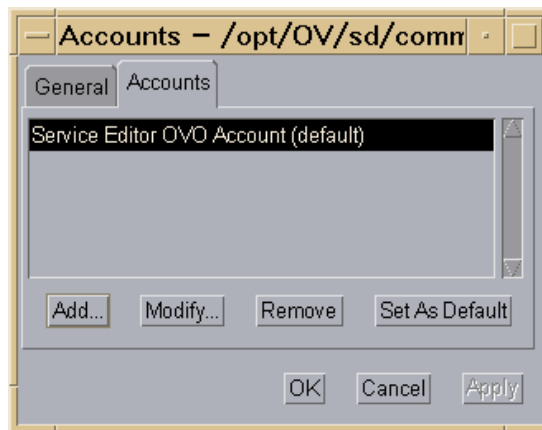 Accounts – /opt/OV/sd/comm
General Accounts
Service Editor OVO Account (default)
Add... Modify... Remove Set As Default
OK Cancel Apply